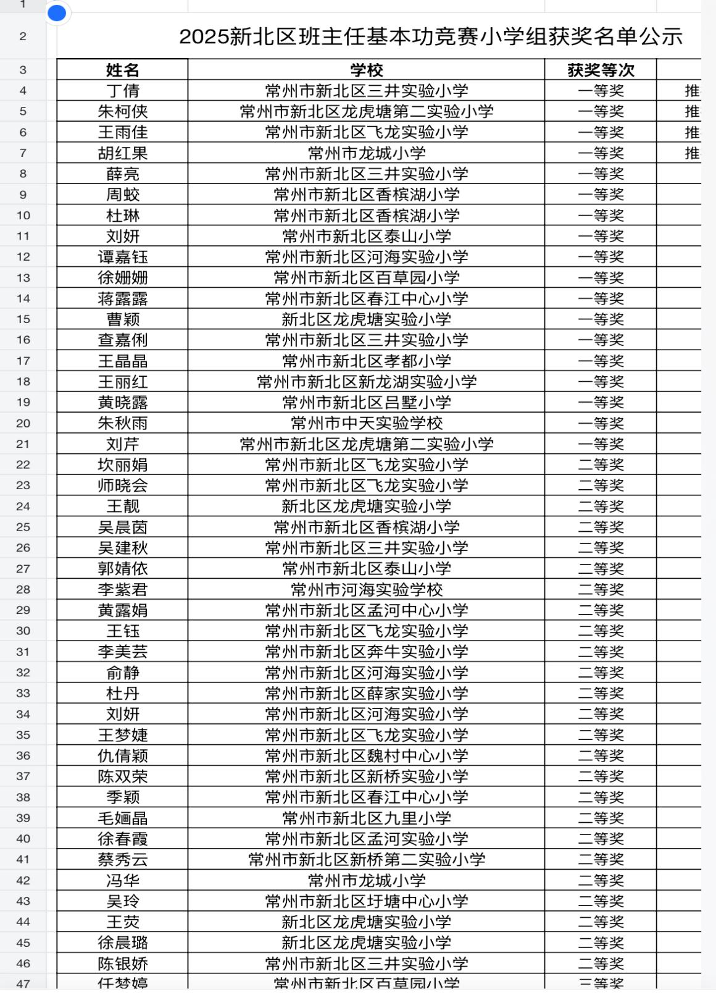 1
2 2025新北区班主任基本功竞赛小学组获奖名单公示
3 姓名 学校 获奖等次
4 丁倩 常州市新北区三井实验小学 一等奖 推
5 朱柯侠 常州市新北区龙虎塘第二实验小学 一等奖 推
6 王雨佳 常州市新北区飞龙实验小学 一等奖 推
7 胡红果 常州市龙城小学 一等奖 推
8 薛亮 常州市新北区三井实验小学 一等奖
9 周蛟 常州市新北区香槟湖小学 一等奖
10 杜琳 常州市新北区香槟湖小学 一等奖
11 刘妍 常州市新北区泰山小学 一等奖
12 谭嘉钰 常州市新北区河海实验小学 一等奖
13 徐姗姗 常州市新北区百草园小学 一等奖
14 蒋露露 常州市新北区春江中心小学 一等奖
15 曹颖 新北区龙虎塘实验小学 一等奖
16 查嘉俐 常州市新北区三井实验小学 一等奖
17 王晶晶 常州市新北区孝都小学 一等奖
18 王丽红 常州市新北区新龙湖实验小学 一等奖
19 黄晓露 常州市新北区吕墅小学 一等奖
20 朱秋雨 常州市中天实验学校 一等奖
21 刘芹 常州市新北区龙虎塘第二实验小学 一等奖
22 坎丽娟 常州市新北区飞龙实验小学 二等奖
23 师晓会 常州市新北区飞龙实验小学 二等奖
24 王靓 新北区龙虎塘实验小学 二等奖
25 吴晨茵 常州市新北区香槟湖小学 二等奖
26 吴建秋 常州市新北区三井实验小学 二等奖
27 郭婧依 常州市新北区泰山小学 二等奖
28 李紫君 常州市河海实验学校 二等奖
29 黄露娟 常州市新北区孟河中心小学 二等奖
30 王钰 常州市新北区飞龙实验小学 二等奖
31 李美芸 常州市新北区奔牛实验小学 二等奖
32 俞静 常州市新北区河海实验小学 二等奖
33 杜丹 常州市新北区薛家实验小学 二等奖
34 刘妍 常州市新北区河海实验小学 二等奖
35 王梦婕 常州市新北区飞龙实验小学 二等奖
36 仇倩颖 常州市新北区魏村中心小学 二等奖
37 陈双荣 常州市新北区新桥实验小学 二等奖
38 季颖 常州市新北区春江中心小学 二等奖
39 毛婳晶 常州市新北区九里小学 二等奖
40 徐春霞 常州市新北区孟河实验小学 二等奖
41 蔡秀云 常州市新北区新桥第二实验小学 二等奖
42 冯华 常州市龙城小学 二等奖
43 吴玲 常州市新北区圩塘中心小学 二等奖
44 王荧 新北区龙虎塘实验小学 二等奖
45 徐晨璐 新北区龙虎塘实验小学 二等奖
46 陈银娇 常州市新北区三井实验小学 二等奖
47 任梦婷 常州市新北区百草园小学 三等奖